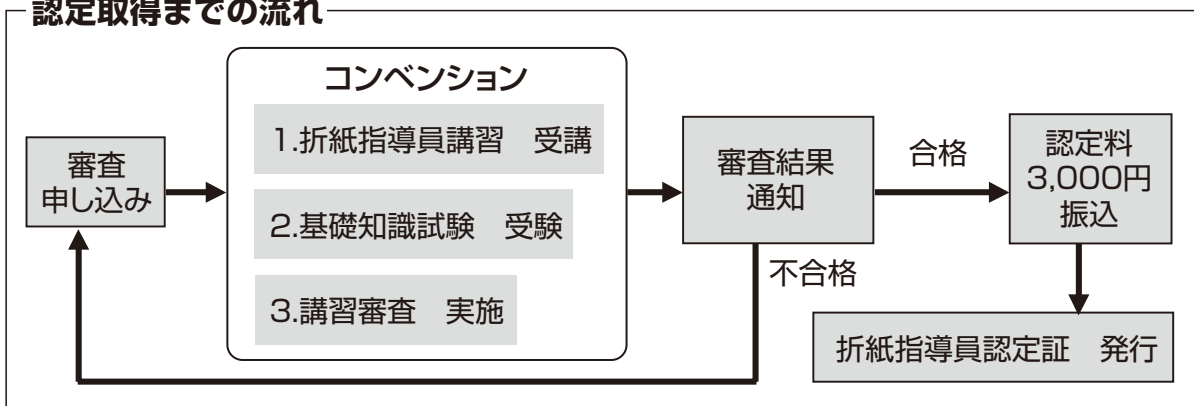 認定取得までの流れ
コンベンション
審査
申し込み
1.折紙指導員講習　受講
2.基礎知識試験　受験
3.講習審査　実施
審査結果
通知
合格
不合格
認定料
3,000円
振込
折紙指導員認定証　発行